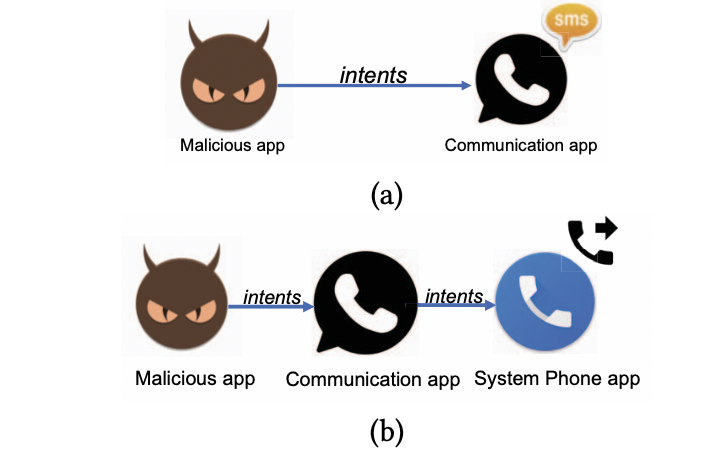 sms
intents
Malicious app
Communication app
(a)
intents
intents
Malicious app
Communication app
System Phone app
(b)